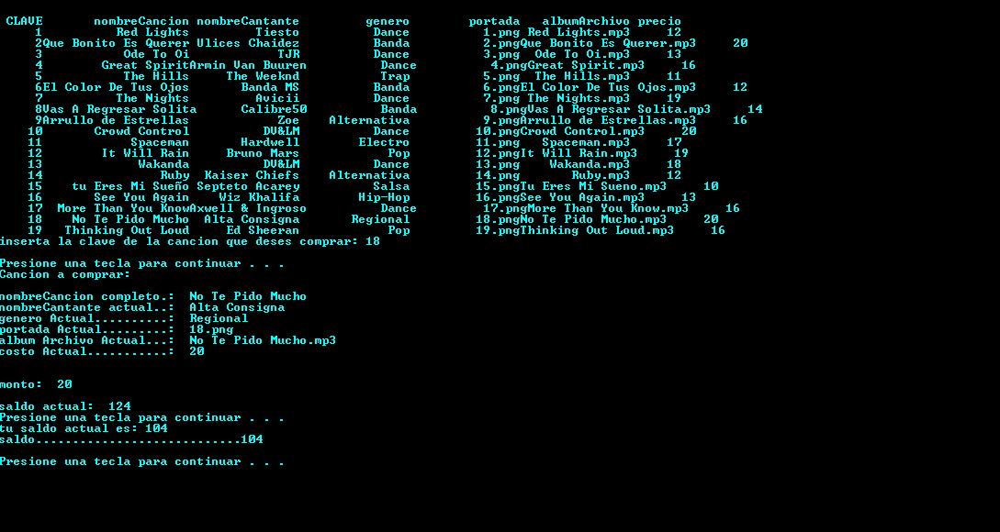 CLAVE nombreCancion nombreCantante genero portada albumArchivo precio
1 Red Lights Tiesto Dance 1.png Red Lights.mp3 12
2Que Bonito Es Querer Ulices Chaidez Banda 2.pngQue Bonito Es Querer.mp3 20
3 Ode To Oi TJR Dance 3.png Ode To Oi.mp3 13
4 Great SpiritArmin Van Buuren Dance 4.pngGreat Spirit.mp3 16
5 The Hills The Weeknd Trap 5.png The Hills.mp3 11
6El Color De Tus Ojos Banda MS Banda 6.pngEl Color De Tus Ojos.mp3 12
7 The Nights Avicii Dance 7.png The Nights.mp3 19
8Vas A Regresar Solita Calibre50 Banda 8.pngVas A Regresar Solita.mp3 14
9Arrullo de Estrellas Zoe Alternativa 9.pngArrullo de Estrellas.mp3 16
10 Crowd Control DV&LM Dance 10.pngCrowd Control.mp3 20
11 Spaceman Hardwell Electro 11.png Spaceman.mp3 17
12 It Will Rain Bruno Mars Pop 12.pngIt Will Rain.mp3 19
13 Wakanda DV&LM Dance 13.png Wakanda.mp3 18
14 Ruby Kaiser Chiefs Alternativa 14.png Ruby.mp3 12
15 tu Eres Mi Sueño Septeto Acarey Salsa 15.pngTu Eres Mi Sueno.mp3 10
16 See You Again Wiz Khalifa Hip-Hop 16.pngSee You Again.mp3 13
17 More Than You KnowAxwell & Ingroso Dance 17.pngMore Than You Know.mp3 16
18 No Te Pido Mucho Alta Consigna Regional 18.pngNo Te Pido Mucho.mp3 20
19 Thinking Out Loud Ed Sheeran Pop 19.pngThinking Out Loud.mp3 16
inserta la clave de la cancion que deses comprar: 18
Presione una tecla para continuar . . .
Cancion a comprar:
nombreCancion completo.: No Te Pido Mucho
nombreCantante actual..: Alta Consigna
genero Actual..........: Regional
portada Actual.........: 18.png
album Archivo Actual...: No Te Pido Mucho.mp3
costo Actual...........: 20
monto: 20
saldo actual: 124
Presione una tecla para continuar . . .
tu saldo actual es: 104
saldo............................104
Presione una tecla para continuar . . .